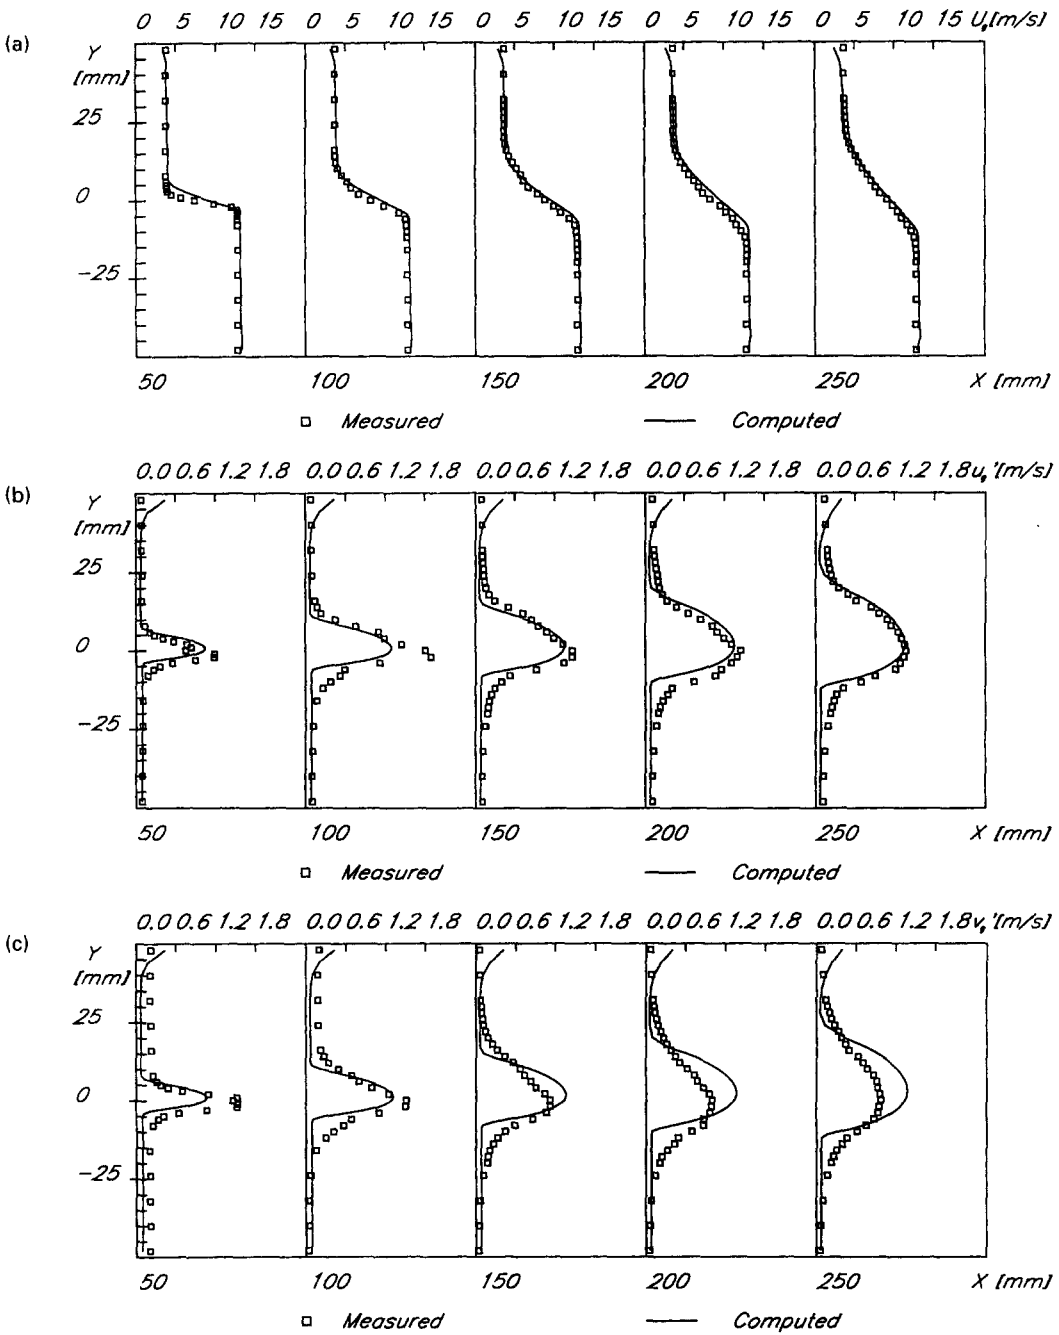 0 5 10 15 0 5 10 15 0 5 10 15 0 5 10 15 0 5 10 15 U,[m/s]
(a)
Y
[mm]
25
0
-25
50 100 150 200 250 X [mm]
Measured Computed
0.0 0.6 1.2 1.8 0.0 0.6 1.2 1.8 0.0 0.6 1.2 1.8 0.0 0.6 1.2 1.8 0.0 0.6 1.2 1.8 u,'[m/s]
(b)
Y
[mm]
25
0
-25
50 100 150 200 250 X [mm]
Measured Computed
0.0 0.6 1.2 1.8 0.0 0.6 1.2 1.8 0.0 0.6 1.2 1.8 0.0 0.6 1.2 1.8 0.0 0.6 1.2 1.8 v,'[m/s]
(c)
Y
[mm]
25
0
-25
50 100 150 200 250 X [mm]
Measured Computed